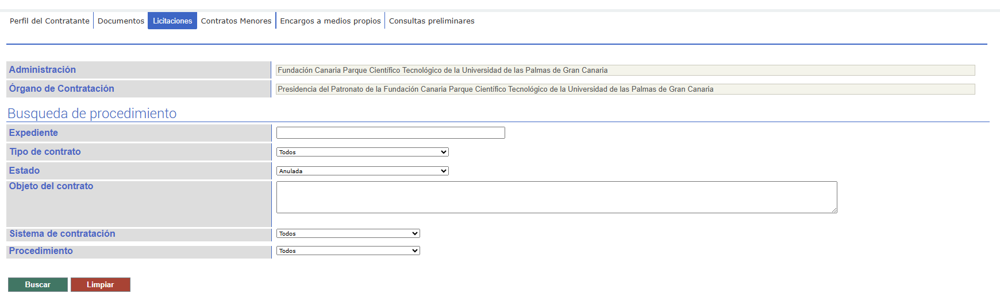 Perfil del Contratante Documentos Licitaciones Contratos Menores Encargos a medios propios Consultas preliminares
Administración Fundación Canaria Parque Científico Tecnológico de la Universidad de las Palmas de Gran Canaria
Órgano de Contratación Presidencia del Patronato de la Fundación Canaria Parque Científico Tecnológico de la Universidad de las Palmas de Gran Canaria
Busqueda de procedimiento
Expediente
Tipo de contrato Todos
Estado Anulada
Objeto del contrato
Sistema de contratación Todos
Procedimiento Todos
Buscar Limpiar